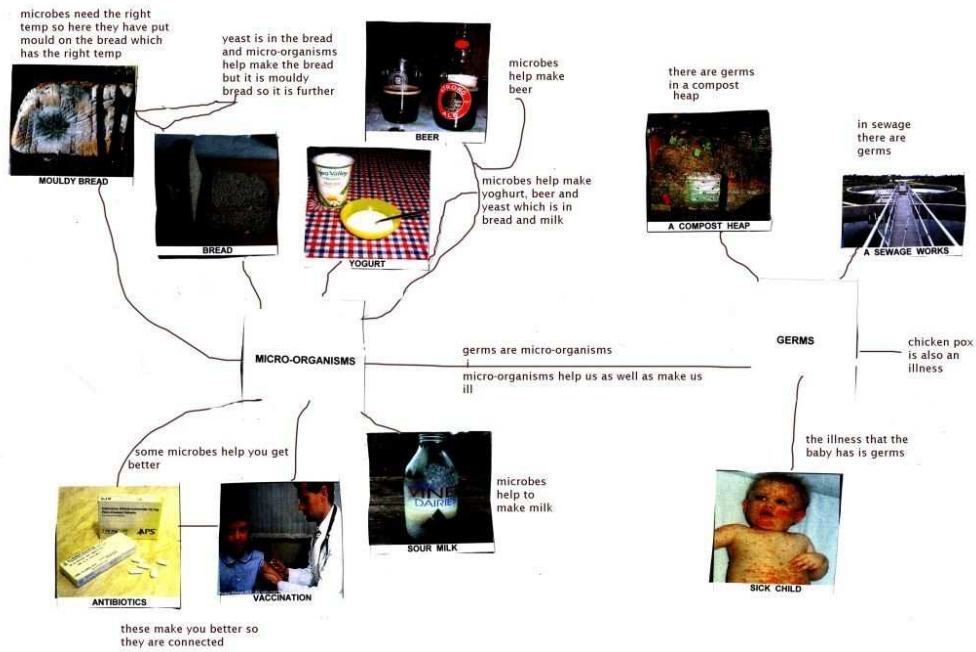 microbes need the right
temp so here they have put
mould on the bread which
has the right temp
MOULDY BREAD
yeast is in the bread
and micro-organisms
help make the bread
but it is mouldy
bread so it is further
BREAD
STRONG
ALE
BEER
microbes
help make
beer
YOGURT
microbes help make
yoghurt, beer and
yeast which is in
bread and milk
there are germs
in a compost
heap
A COMPOST HEAP
in sewage
there are
germs
A SEWAGE WORKS
MICRO-ORGANISMS
germs are micro-organisms
micro-organisms help us as well as make us
ill
GERMS
chicken pox
is also an
illness
some microbes help you get
better
APS
ANTIBIOTICS
VACCINATION
these make you better so
they are connected
VINE
DAIRIES
SOUR MILK
microbes
help to
make milk
the illness that the
baby has is germs
SICK CHILD